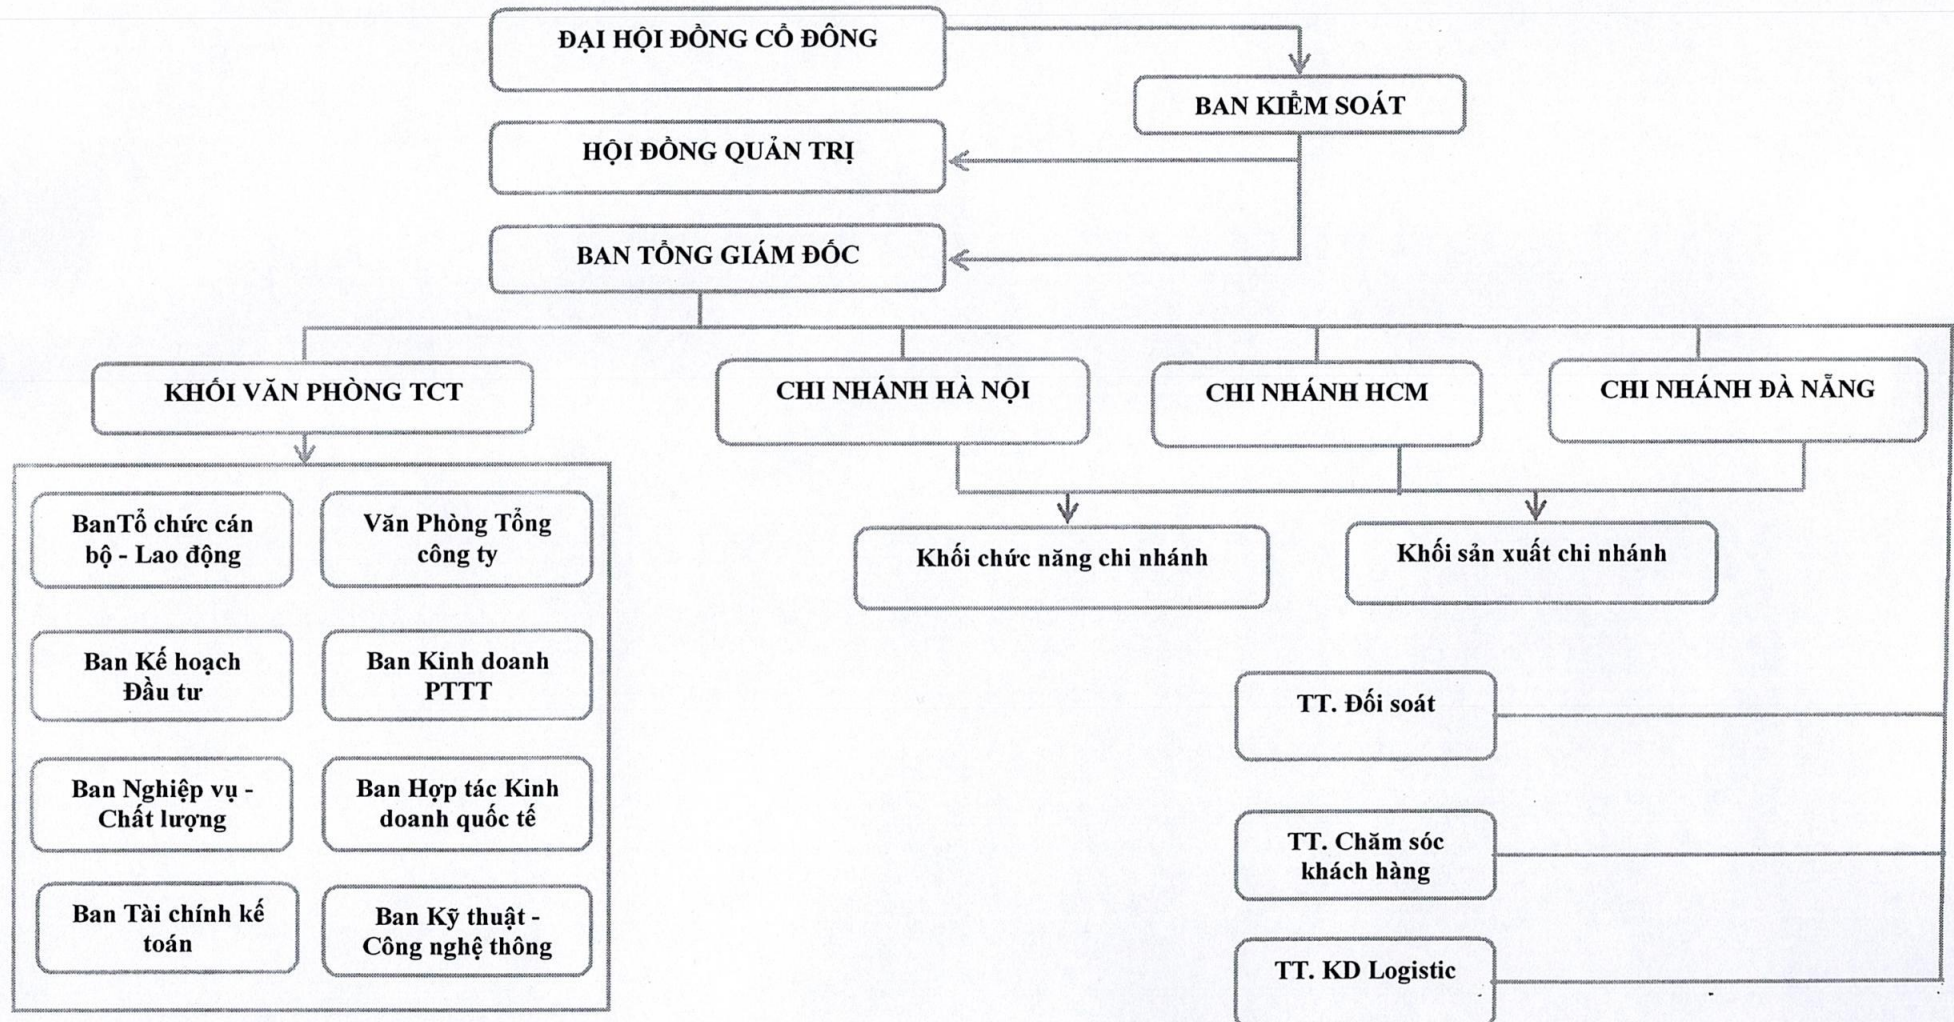 ĐẠI HỘI ĐỒNG CỔ ĐÔNG
BAN KIỂM SOÁT
HỘI ĐỒNG QUẢN TRỊ
BAN TỔNG GIÁM ĐỐC
KHỐI VĂN PHÒNG TCT
CHI NHÁNH HÀ NỘI
CHI NHÁNH HCM
CHI NHÁNH ĐÀ NẴNG
BanTổ chức cán
bộ - Lao động
Văn Phòng Tổng
công ty
Khối chức năng chi nhánh
Khối sản xuất chi nhánh
Ban Kế hoạch
Đầu tư
Ban Kinh doanh
PTTT
TT. Đối soát
Ban Nghiệp vụ -
Chất lượng
Ban Hợp tác Kinh
doanh quốc tế
TT. Chăm sóc
khách hàng
Ban Tài chính kế
toán
Ban Kỹ thuật -
Công nghệ thông
TT. KD Logistic